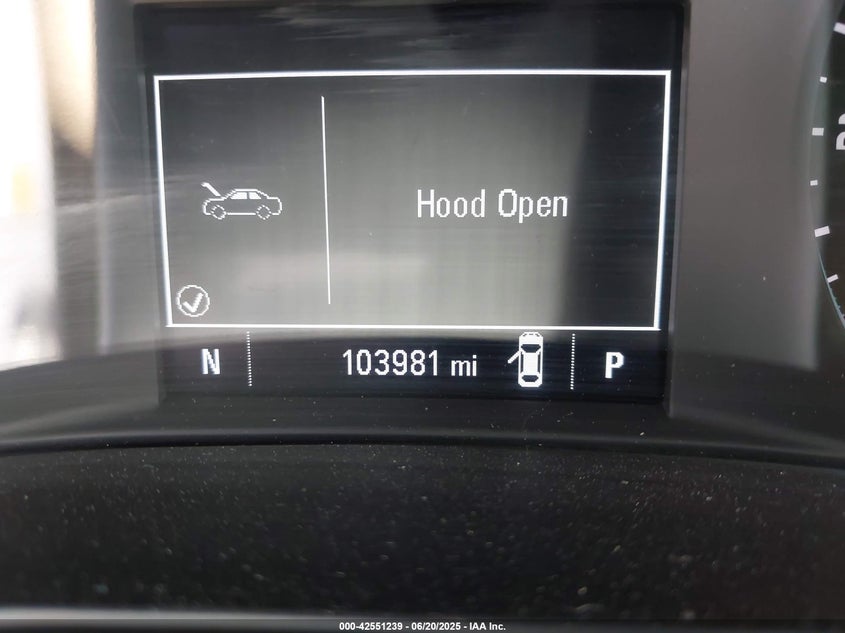 Hood Open
N 103981 mi P
000-42551239 - 06/20/2025 - IAA Inc.